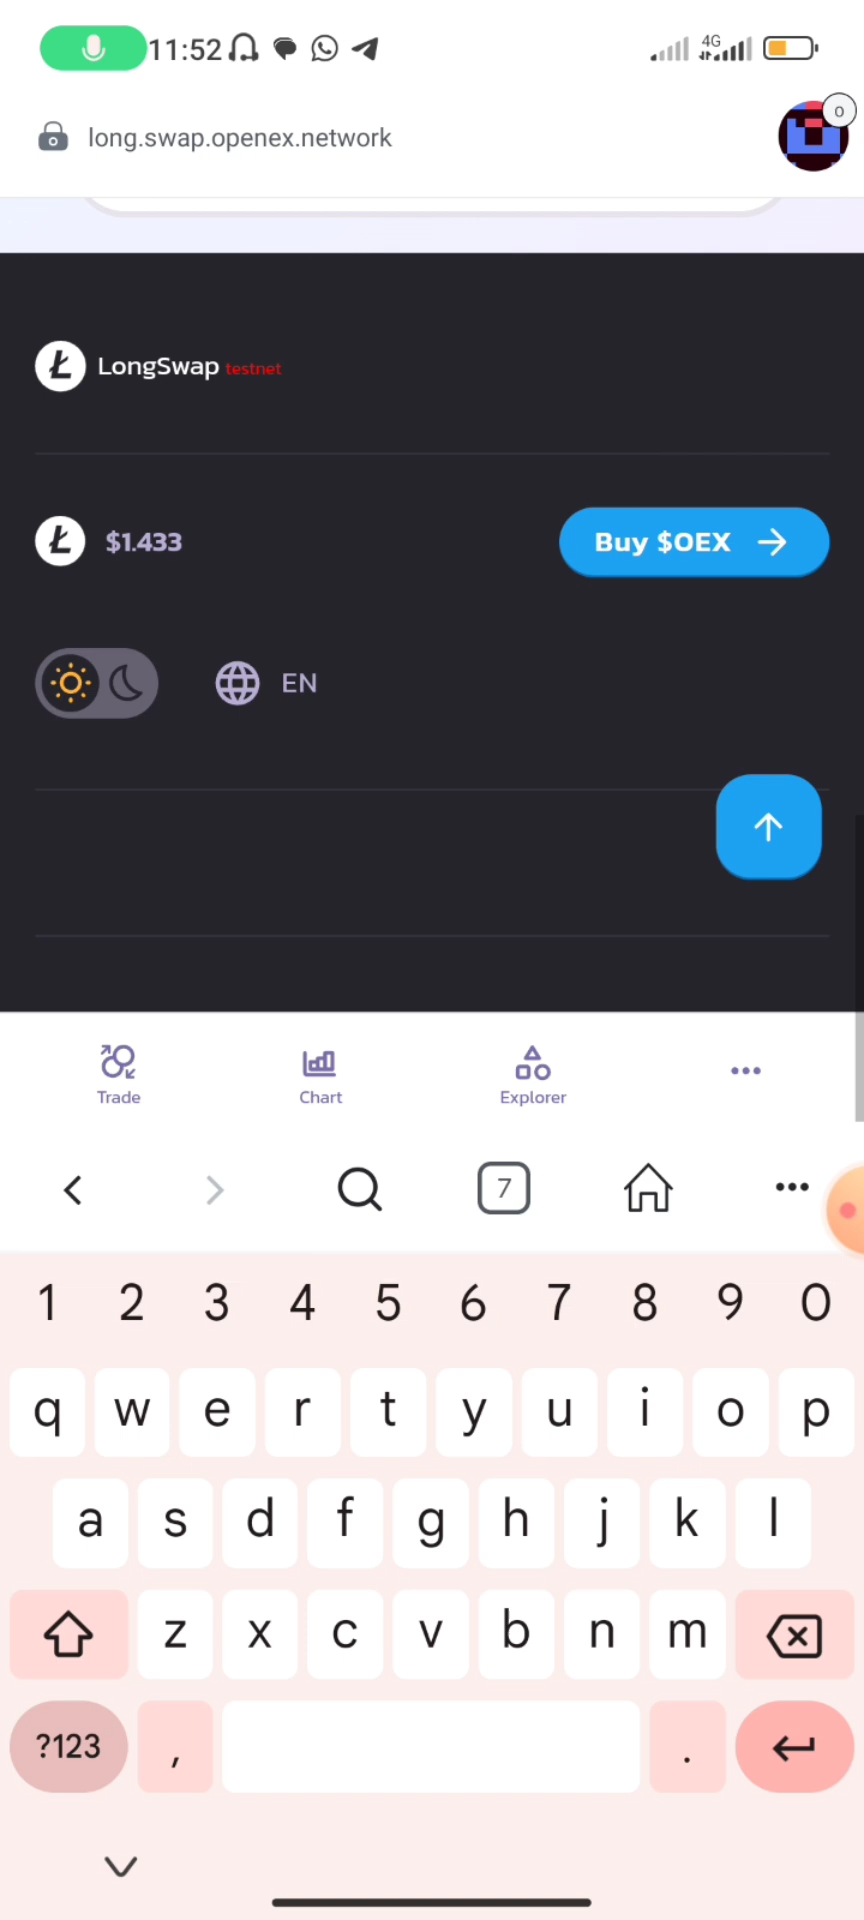 11:52
4G
long.swap.openex.network
0
LongSwap testnet
$1.433
Buy $OEX
EN
Trade
Chart
Explorer
7
1 2 3 4 5 6 7 8 9 0
q w e r t y u i o p
a s d f g h j k l
z x c v b n m
?123 , .